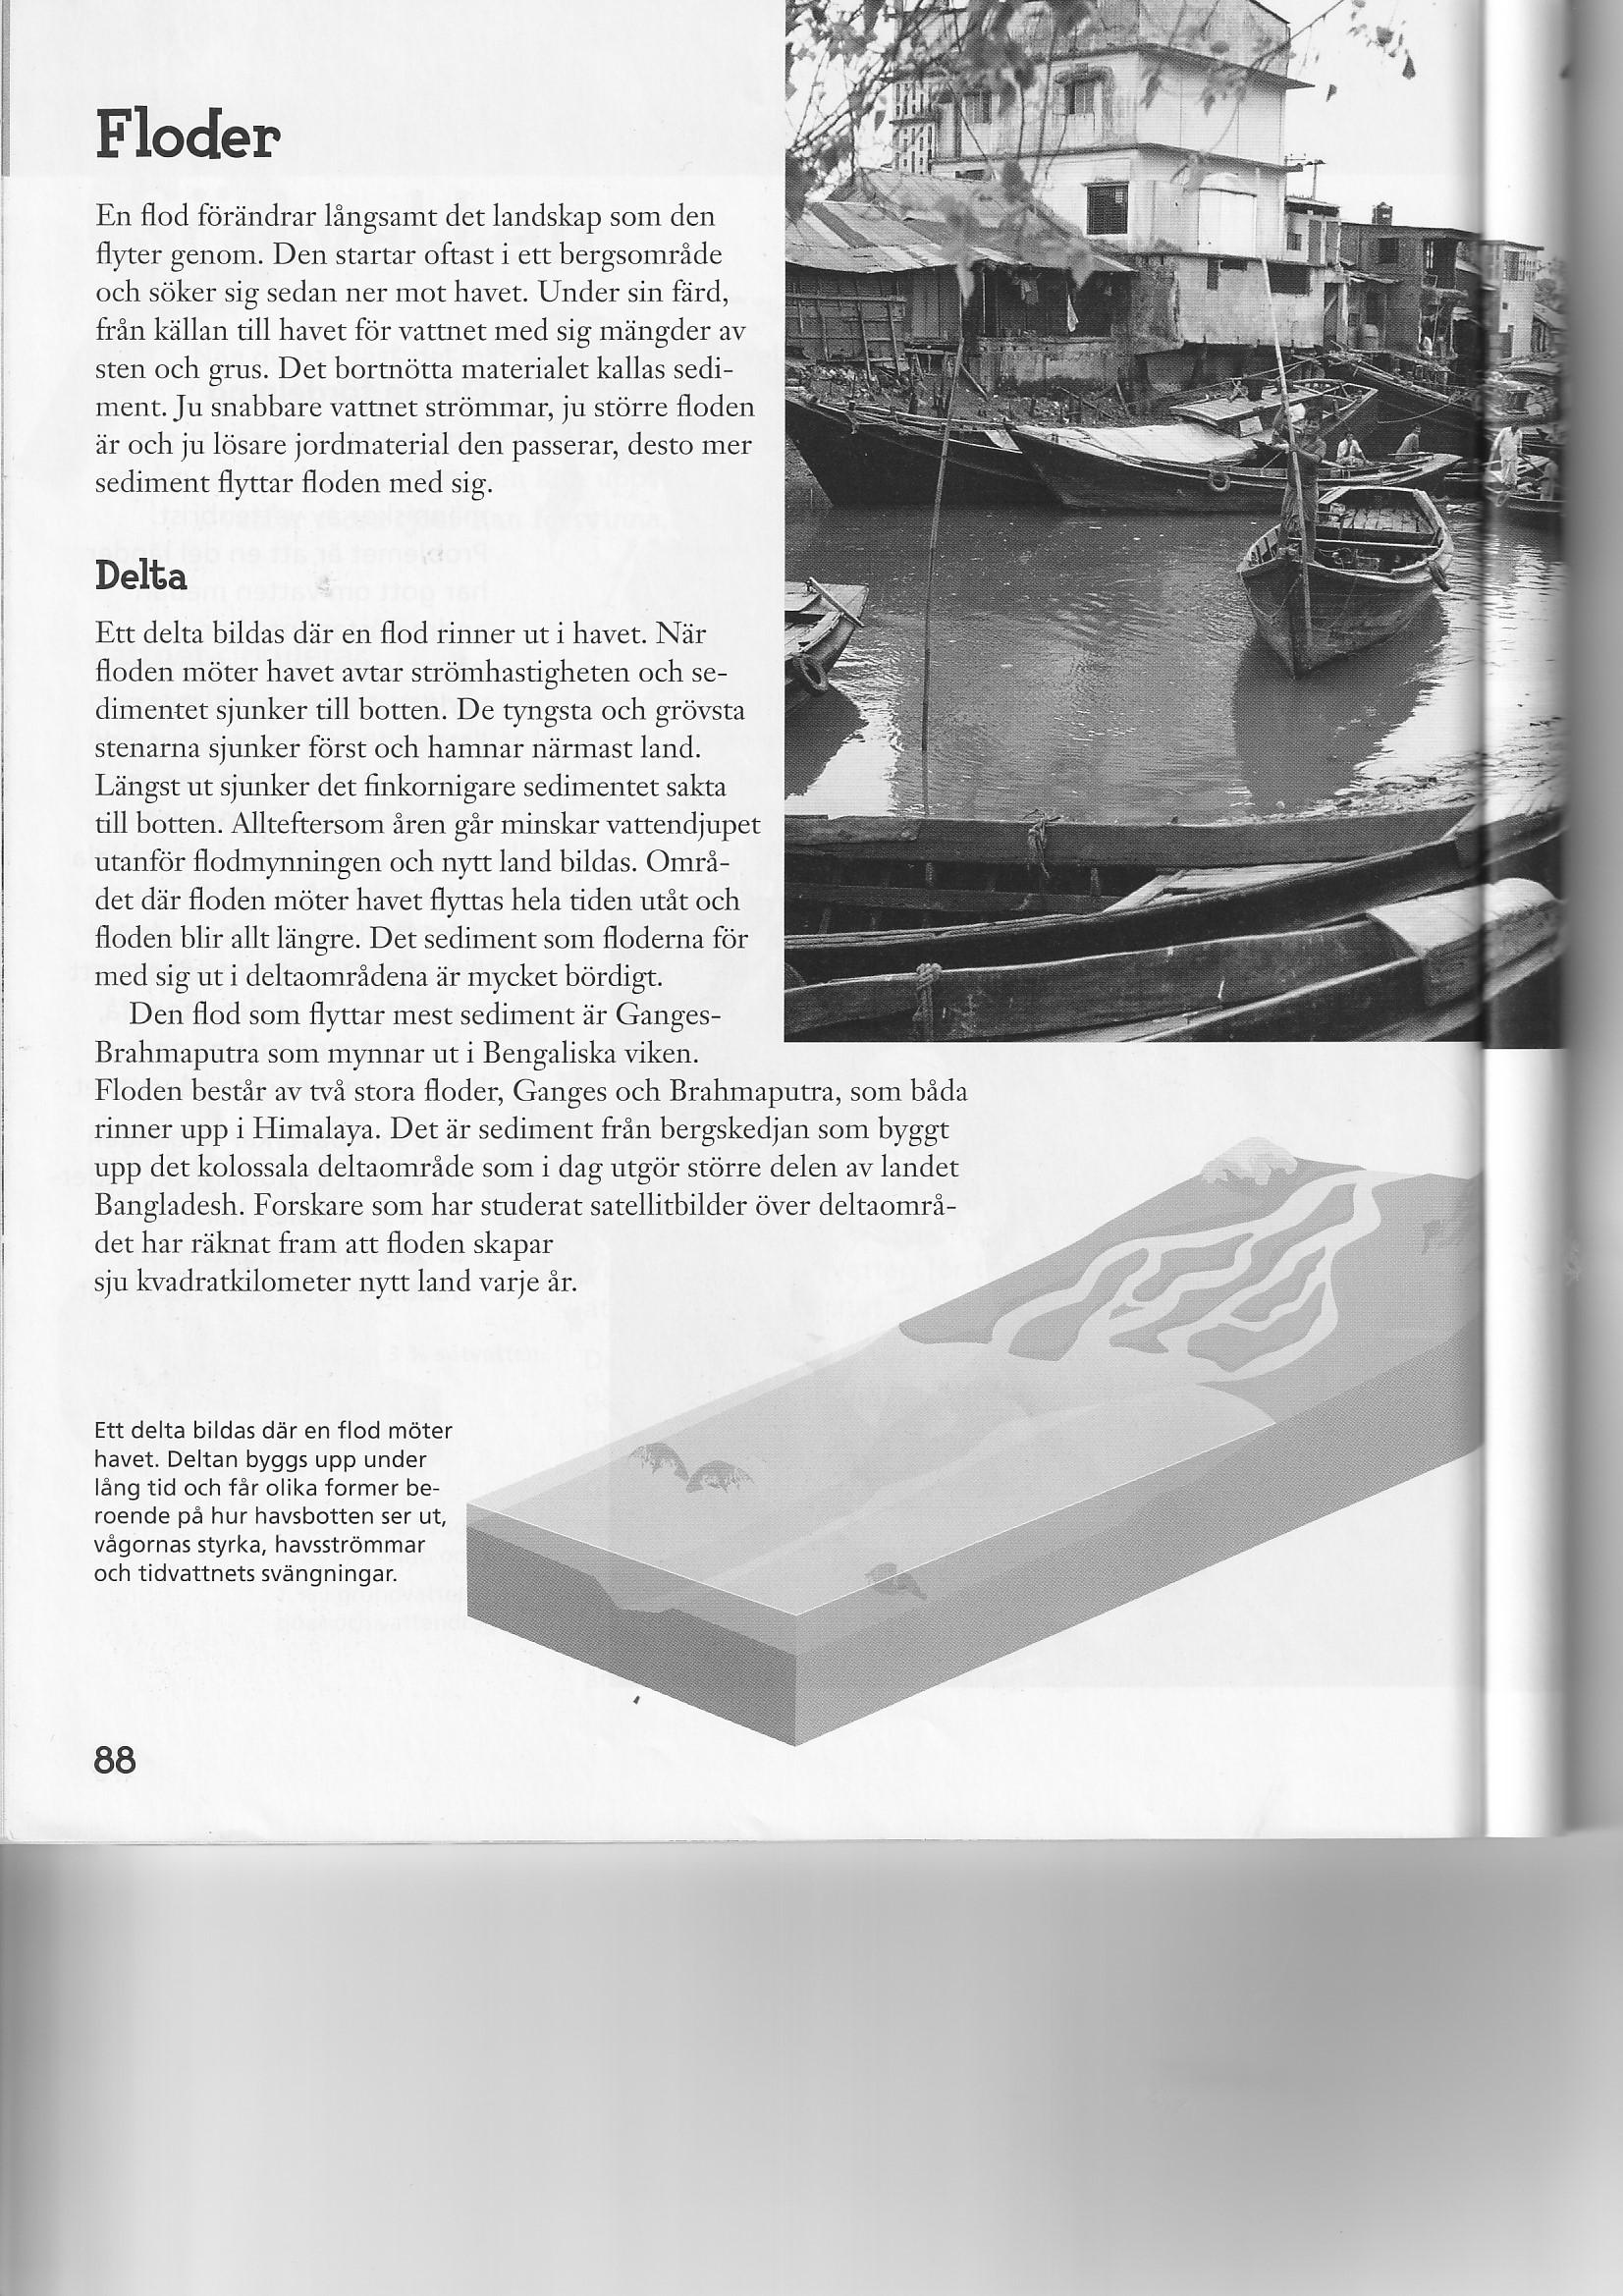 Floder
En flod förändrar långsamt det landskap som den
flyter genom. Den startar oftast i ett bergsområde
och söker sig sedan ner mot havet. Under sin färd,
från källan till havet för vattnet med sig mängder av
sten och grus. Det bortnötta materialet kallas sedi-
ment. Ju snabbare vattnet strömmar, ju större floden
är och ju lösare jordmaterial den passerar, desto mer
sediment flyttar floden med sig.
Delta
Ett delta bildas där en flod rinner ut i havet. När
floden möter havet avtar strömhastigheten och se-
dimentet sjunker till botten. De tyngsta och grövsta
stenarna sjunker först och hamnar närmast land.
Längst ut sjunker det finkornigare sedimentet sakta
till botten. Allteftersom åren går minskar vattendjupet
utanför flodmynningen och nytt land bildas. Områ-
det där floden möter havet flyttas hela tiden utåt och
floden blir allt längre. Det sediment som floderna för
med sig ut i deltaområdena är mycket bördigt.
Den flod som flyttar mest sediment är Ganges-
Brahmaputra som mynnar ut i Bengaliska viken.
Floden består av två stora floder, Ganges och Brahmaputra, som båda
rinner upp i Himalaya. Det är sediment från bergskedjan som byggt
upp det kolossala deltaområde som i dag utgör större delen av landet
Bangladesh. Forskare som har studerat satellitbilder över deltaområ-
det har räknat fram att floden skapar
sju kvadratkilometer nytt land varje år.
Ett delta bildas där en flod möter
havet. Deltan byggs upp under
lång tid och får olika former be-
roende på hur havsbotten ser ut,
vågornas styrka, havsströmmar
och tidvattnets svängningar.
88